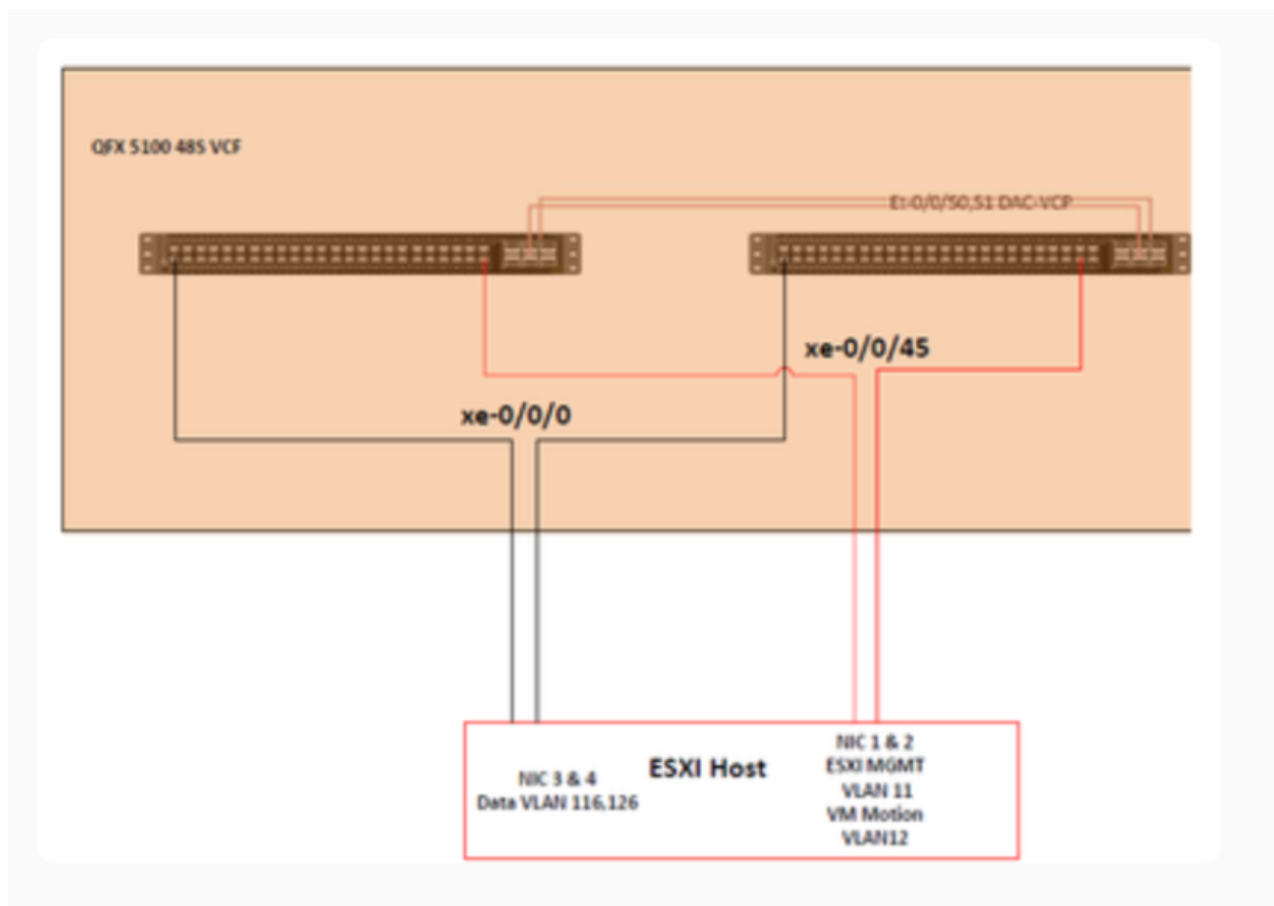 QFX 5100 48S VCF
Et-0/0/50,51 DAC-VCP
xe-0/0/45
xe-0/0/0
NIC 3 & 4
Data VLAN 116,126
ESXI Host
NIC 1 & 2
ESXI MGMT
VLAN 11
VM Motion
VLAN12